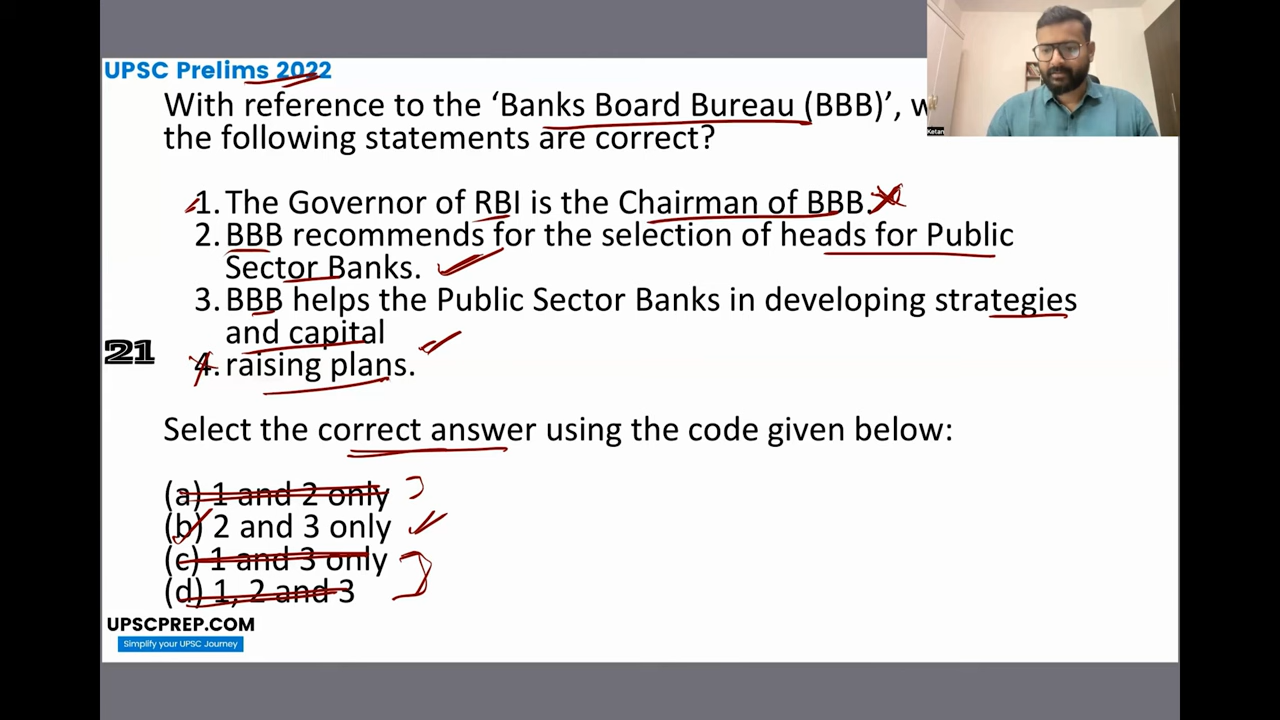 UPSC Prelims 2022
With reference to the ‘Banks Board Bureau (BBB)’, w
the following statements are correct?
1. The Governor of RBI is the Chairman of BBB.
2. BBB recommends for the selection of heads for Public
Sector Banks.
3. BBB helps the Public Sector Banks in developing strategies
and capital
4. raising plans.
21
Select the correct answer using the code given below:
(a) 1 and 2 only
(b) 2 and 3 only
(c) 1 and 3 only
(d) 1, 2 and 3
UPSCPREP.COM
Simplify your UPSC Journey
Ketan